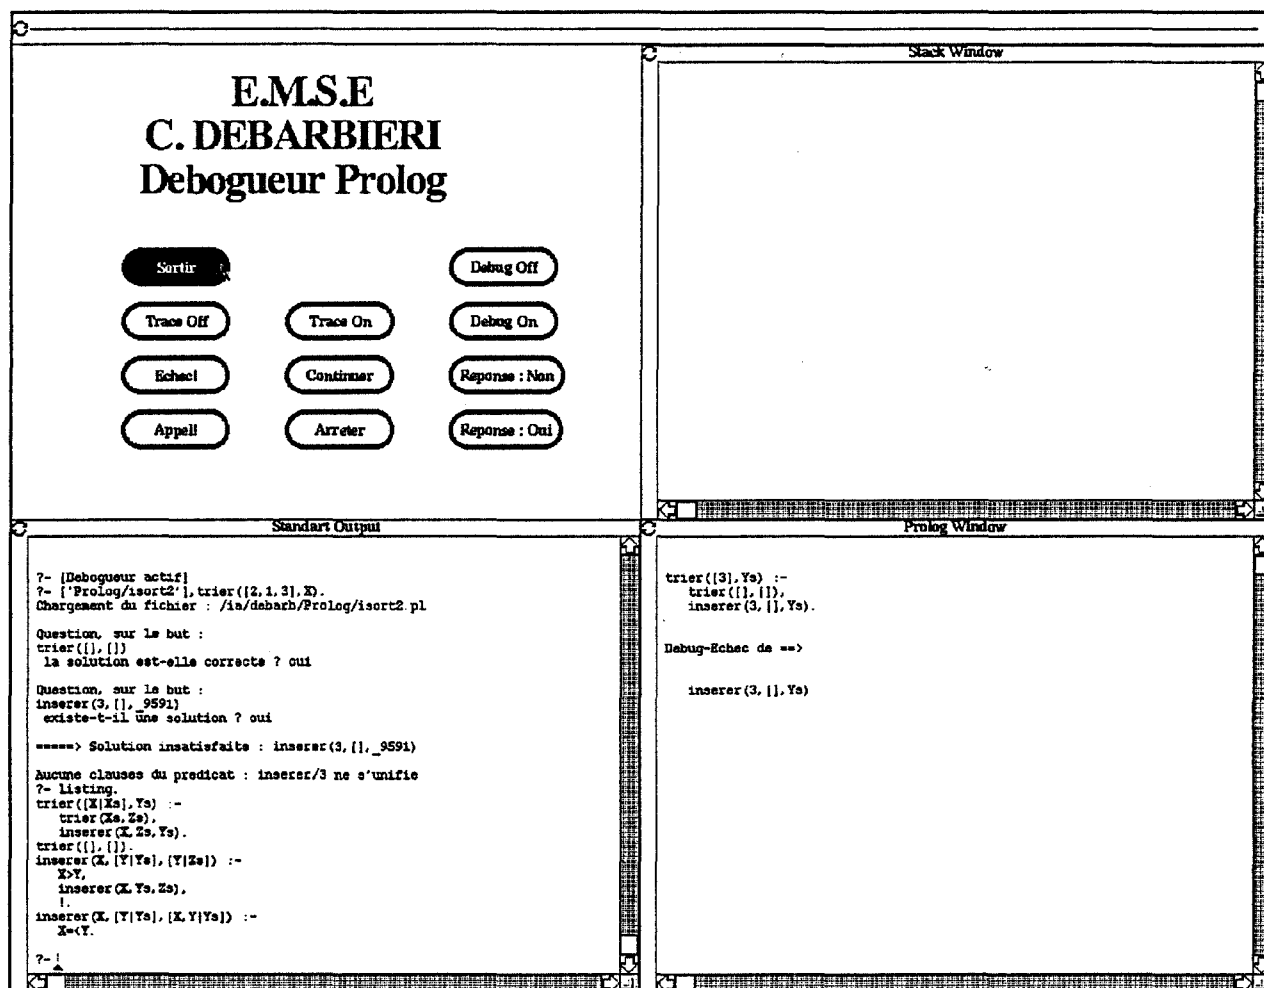 E.M.S.E
C. DEBARBIERI
Debogueur Prolog
Sortir
Debug Off
Trace Off
Trace On
Debug On
Echec!
Continuer
Reponse : Non
Appel!
Arreter
Reponse : Oui
Stack Window
Standart Output
?- [Debogueur actif]
?- ['Prolog/isort2'],trier([2,1,3],X).
Chargement du fichier : /ia/debarb/Prolog/isort2.pl
Question, sur le but :
trier([],[])
la solution est-elle correcte ? oui
Question, sur le but :
inserer(3,[],_9591)
existe-t-il une solution ? oui
=====> Solution insatisfaite : inserer(3,[],_9591)
Aucune clauses du predicat : inserer/3 ne s'unifie
?- listing.
trier([X|Xs],Ys) :-
trier(Xs,Zs),
inserer(X,Zs,Ys).
trier([],[]).
inserer(X,[Y|Ys],[Y|Zs]) :-
X>Y,
inserer(X,Ys,Zs),
!.
inserer(X,[Y|Ys],[X,Y|Ys]) :-
X=<Y.
?-
Prolog Window
trier([3],Ys) :-
trier([],[]),
inserer(3,[],Ys).
Debug-Echec de ==>
inserer(3,[],Ys)